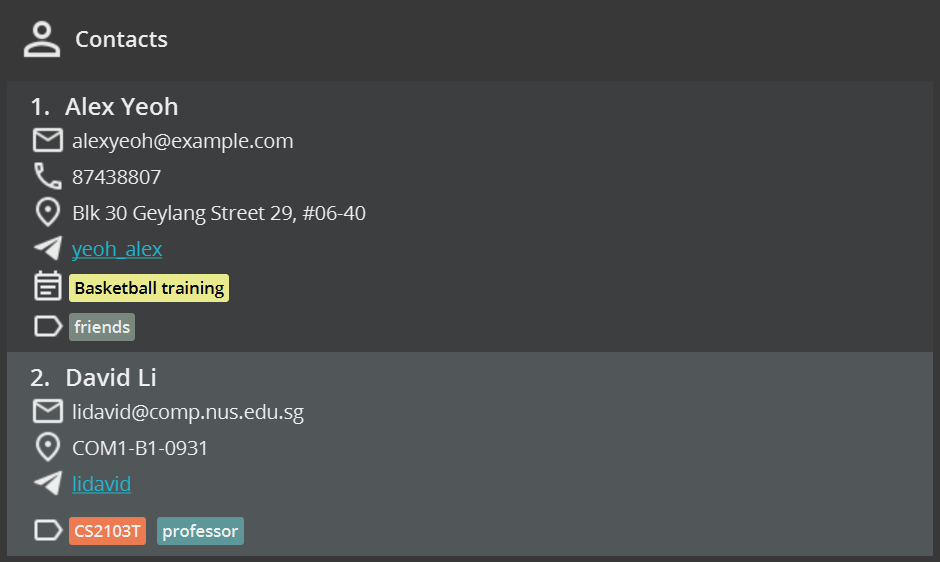 Contacts
1. Alex Yeoh
alexyeoh@example.com
87438807
Blk 30 Geylang Street 29, #06-40
yeoh_alex
Basketball training
friends
2. David Li
lidavid@comp.nus.edu.sg
COM1-B1-0931
lidavid
CS2103T professor